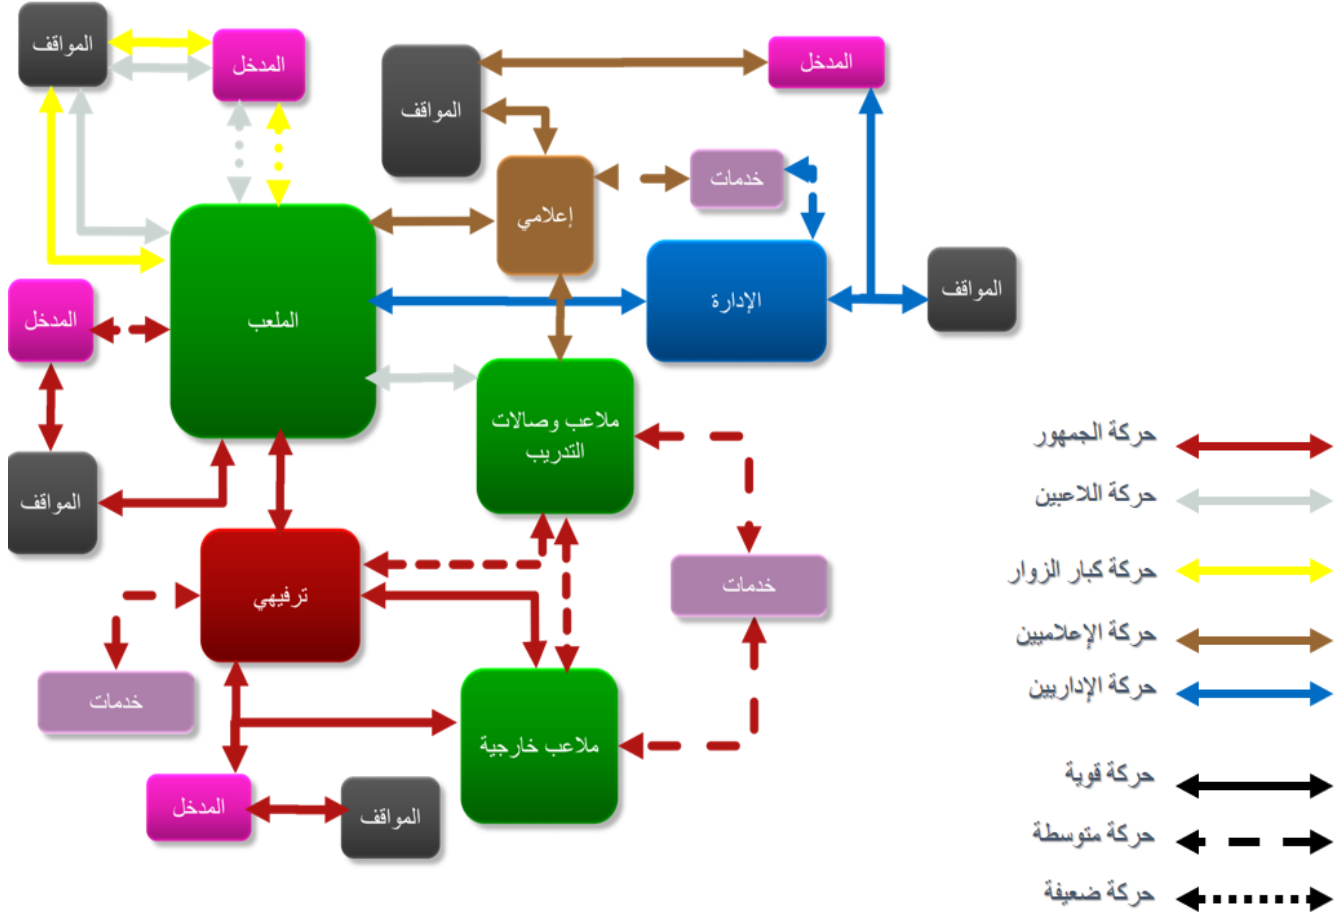 المواقف
المدخل
المدخل
المواقف
خدمات
إعلامي
المواقف
الإدارة
الملعب
المدخل
ملاعب وصالات
التدريب
المواقف
خدمات
ترفيهي
خدمات
ملاعب خارجية
المدخل
المواقف
حركة الجمهور
حركة اللاعبين
حركة كبار الزوار
حركة الإعلاميين
حركة الإداريين
حركة قوية
حركة متوسطة
حركة ضعيفة